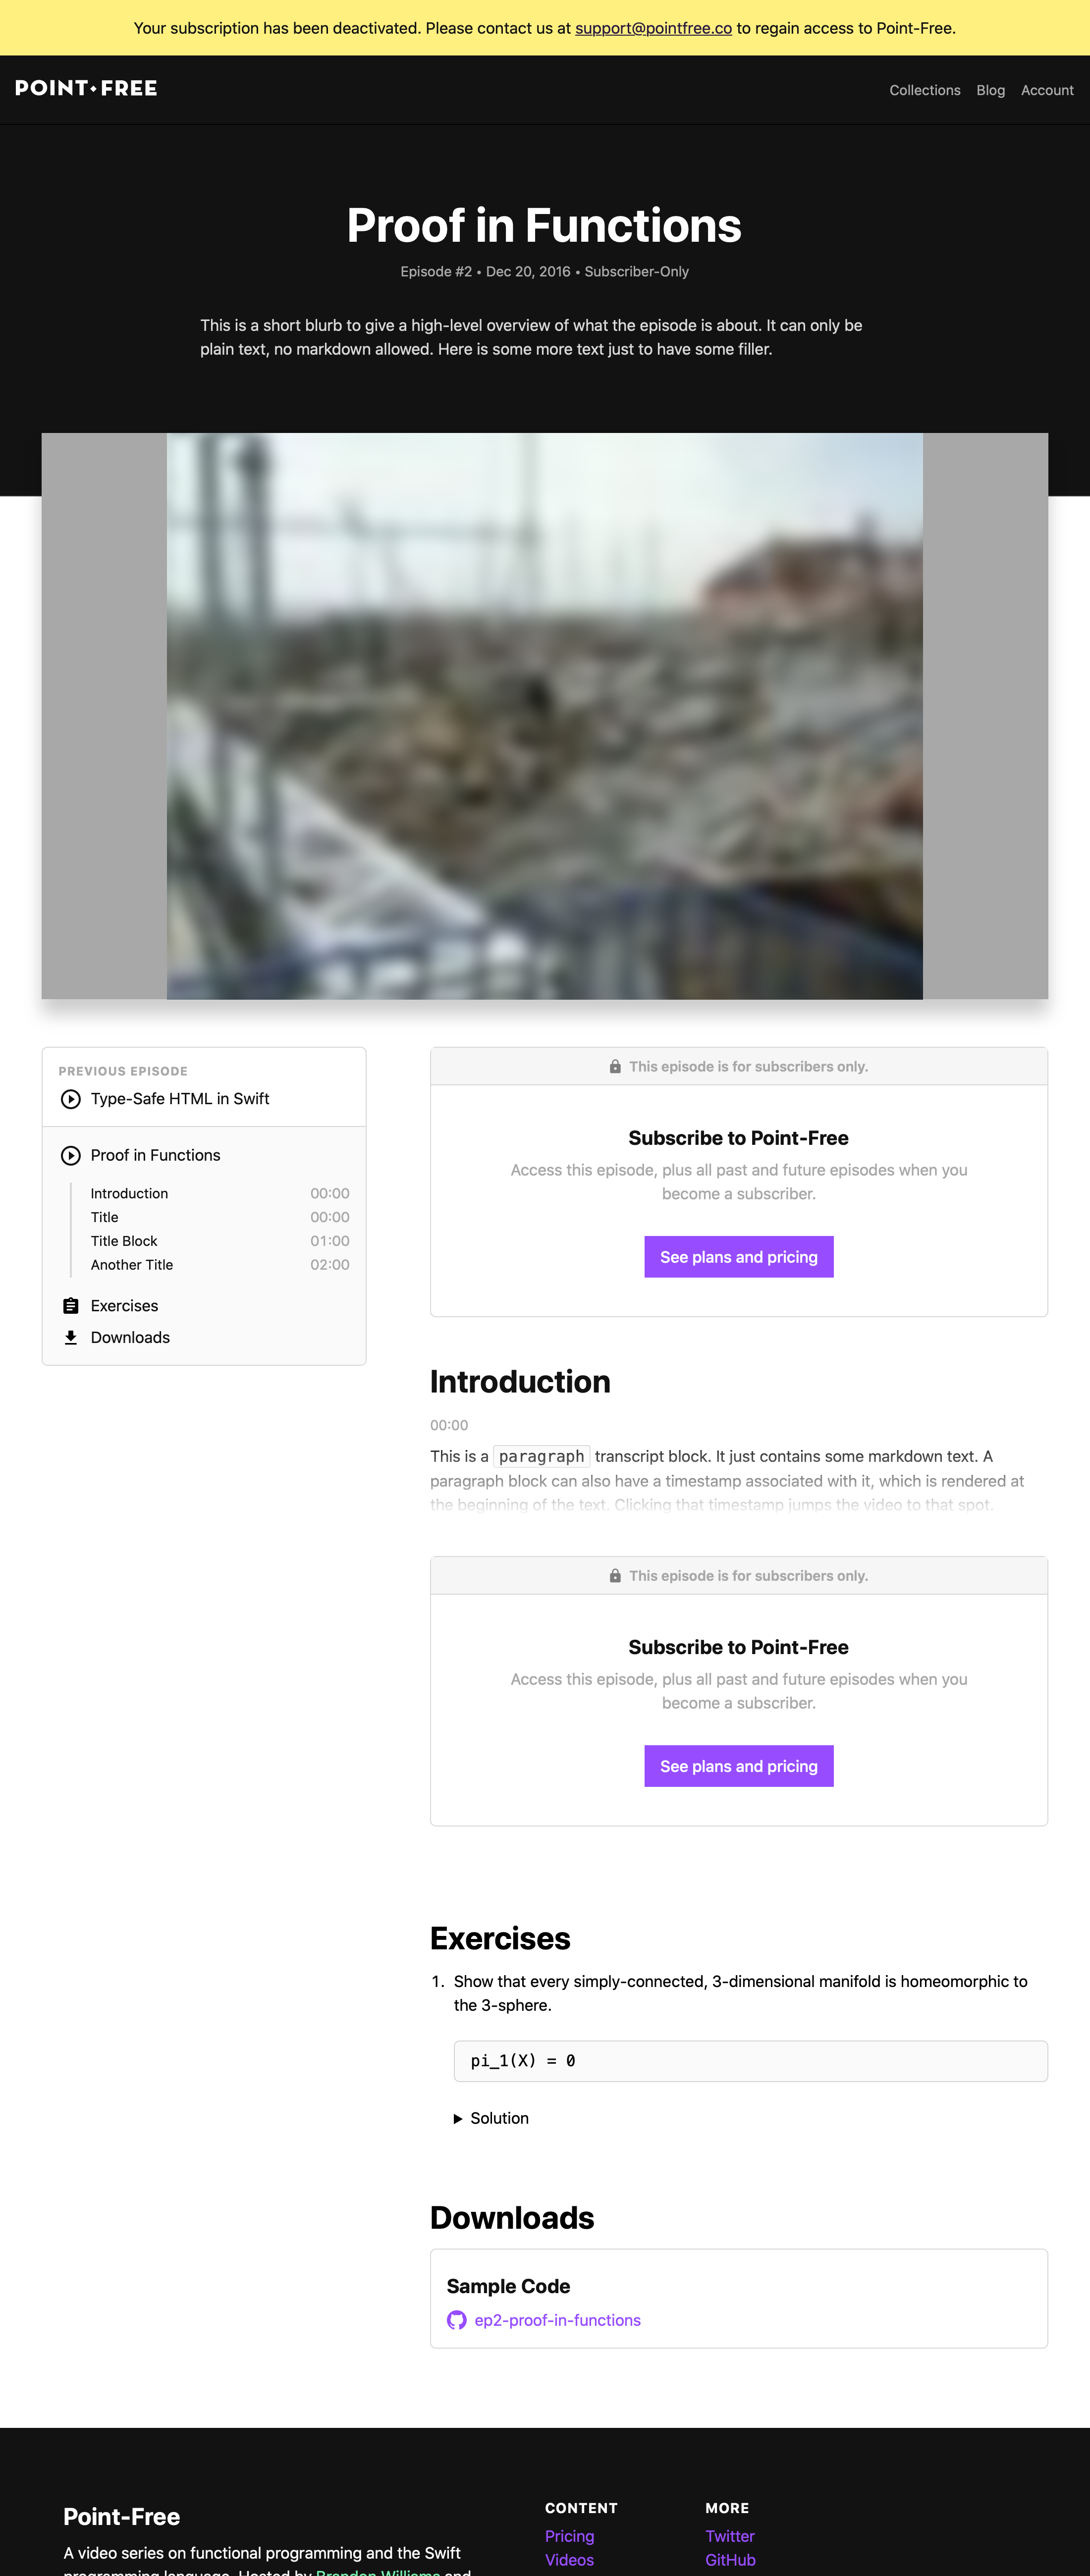 Your subscription has been deactivated. Please contact us at support@pointfree.co to regain access to Point-Free.
POINT•FREE
Collections Blog Account
Proof in Functions
Episode #2 • Dec 20, 2016 • Subscriber-Only
This is a short blurb to give a high-level overview of what the episode is about. It can only be
plain text, no markdown allowed. Here is some more text just to have some filler.
PREVIOUS EPISODE
Type-Safe HTML in Swift
Proof in Functions
Introduction 00:00
Title 00:00
Title Block 01:00
Another Title 02:00
Exercises
Downloads
This episode is for subscribers only.
Subscribe to Point-Free
Access this episode, plus all past and future episodes when you
become a subscriber.
See plans and pricing
Introduction
00:00
This is a paragraph transcript block. It just contains some markdown text. A
paragraph block can also have a timestamp associated with it, which is rendered at
the beginning of the text. Clicking that timestamp jumps the video to that spot.
This episode is for subscribers only.
Subscribe to Point-Free
Access this episode, plus all past and future episodes when you
become a subscriber.
See plans and pricing
Exercises
1. Show that every simply-connected, 3-dimensional manifold is homeomorphic to
the 3-sphere.
pi_1(X) = 0
Solution
Downloads
Sample Code
ep2-proof-in-functions
Point-Free
A video series on functional programming and the Swift
programming language. Hosted by Brandon Williams and
CONTENT
Pricing
Videos
MORE
Twitter
GitHub